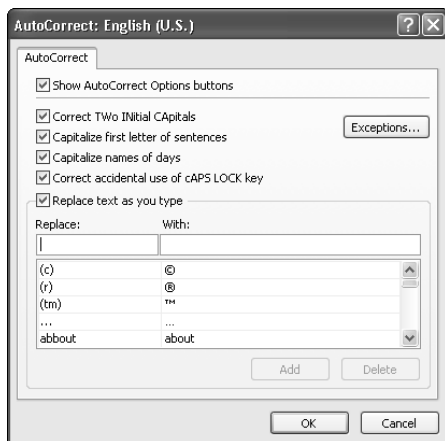 AutoCorrect: English (U.S.)
AutoCorrect
Show AutoCorrect Options buttons
Correct TWo INitial CApitals
Exceptions...
Capitalize first letter of sentences
Capitalize names of days
Correct accidental use of cAPS LOCK key
Replace text as you type
Replace: With:
(c) ©
(r) ®
(tm) ™
... …
abbout about
Add Delete
OK Cancel